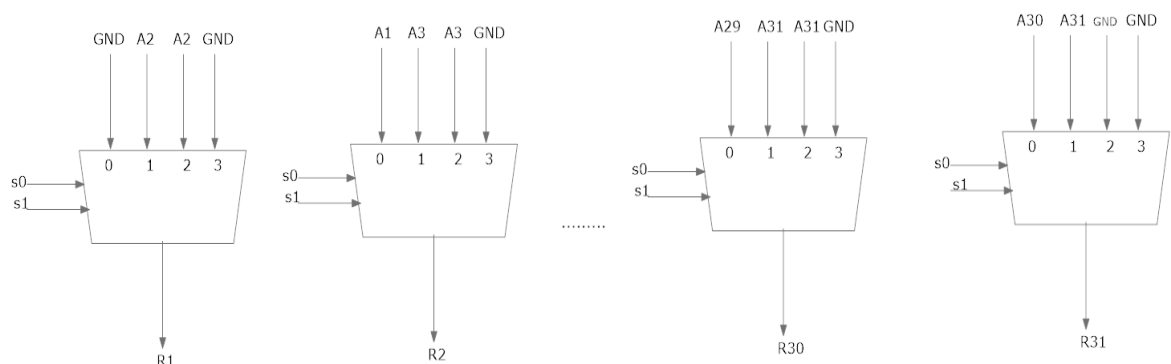 GND A2 A2 GND
0 1 2 3
s0
s1
R1
A1 A3 A3 GND
0 1 2 3
s0
s1
R2
.........
A29 A31 A31 GND
0 1 2 3
s0
s1
R30
A30 A31 GND GND
0 1 2 3
s0
s1
R31